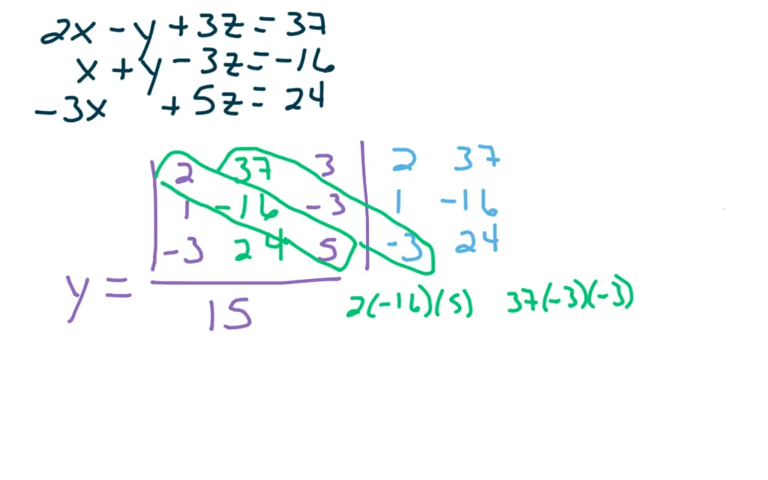 2x - y + 3z = 37
x + y - 3z = -16
-3x + 5z = 24
2 37 3 2 37
1 -16 -3 1 -16
-3 24 5 -3 24
y =
15 2(-16)(5) 37(-3)(-3)